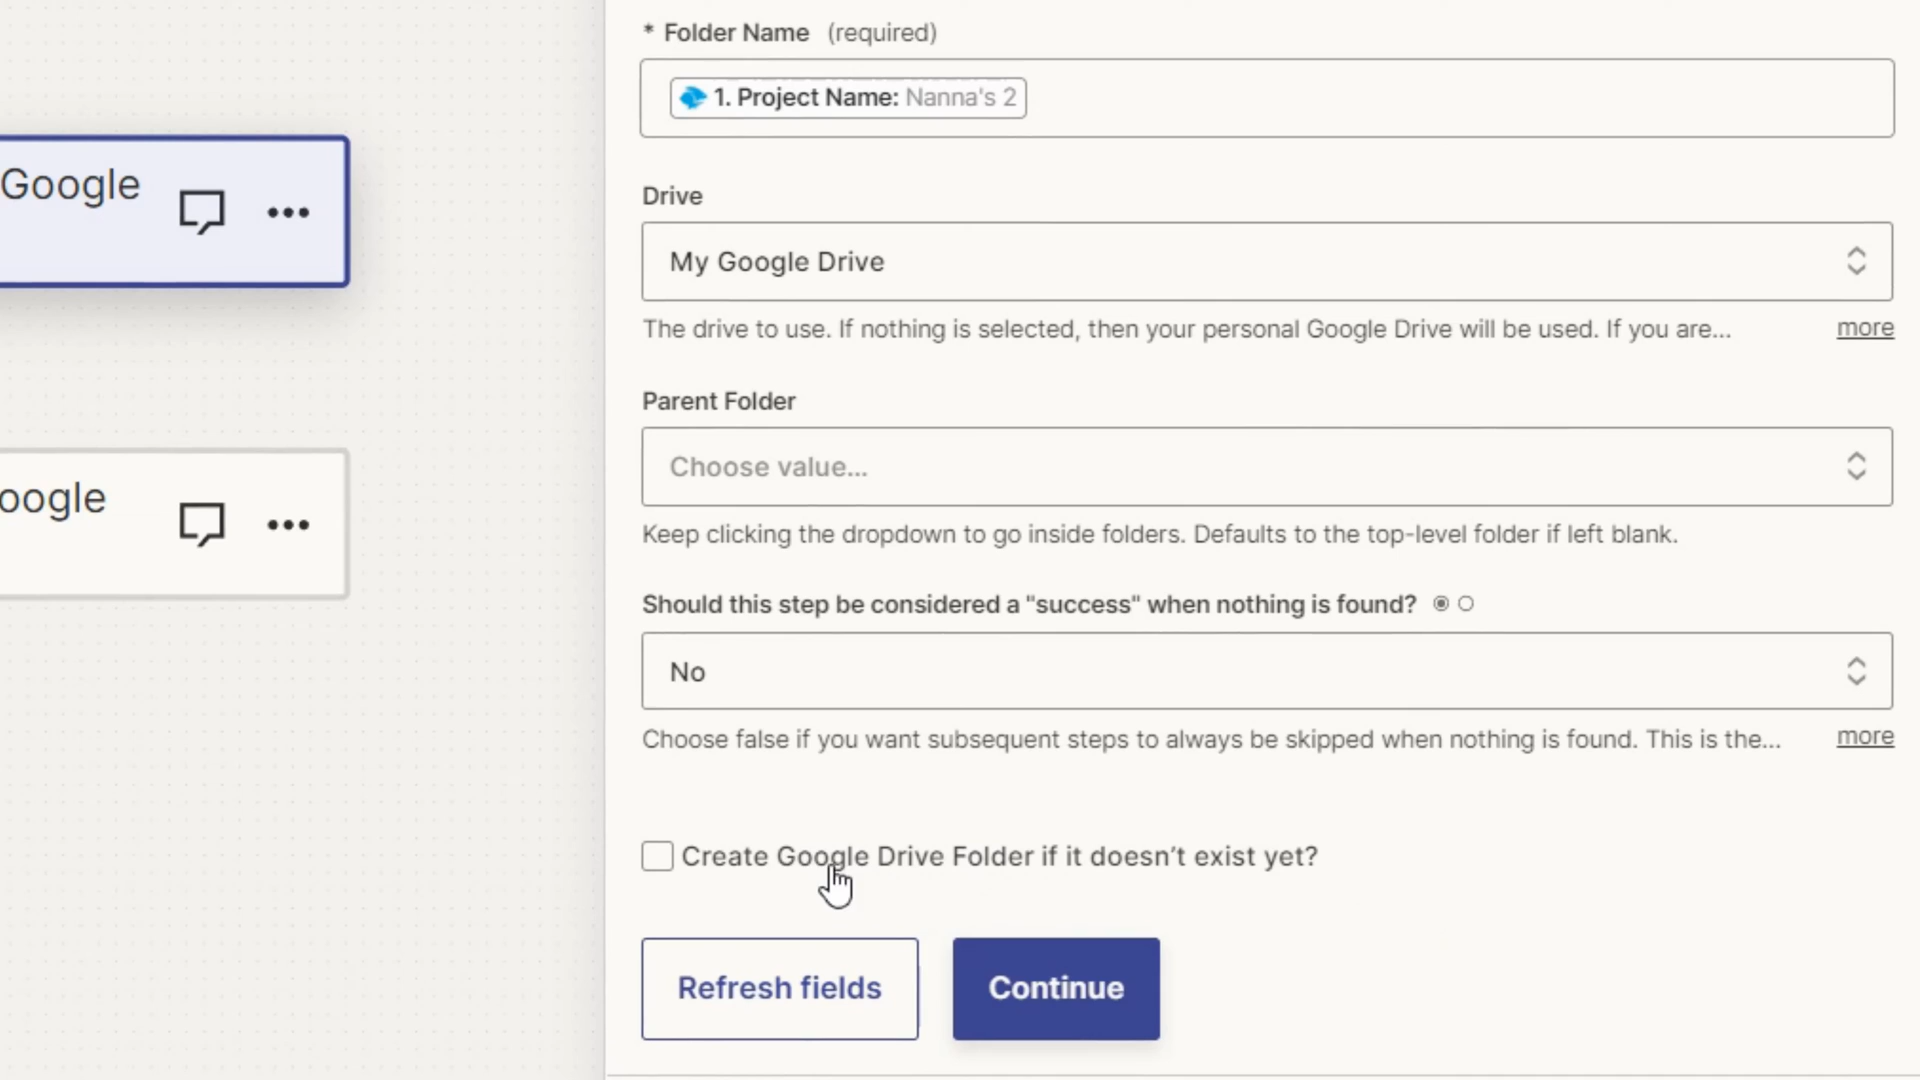 * Folder Name (required)
1. Project Name: Nanna's 2
Google
Drive
My Google Drive
The drive to use. If nothing is selected, then your personal Google Drive will be used. If you are... more
Parent Folder
Choose value...
oogle
Keep clicking the dropdown to go inside folders. Defaults to the top-level folder if left blank.
Should this step be considered a "success" when nothing is found?
No
Choose false if you want subsequent steps to always be skipped when nothing is found. This is the... more
Create Google Drive Folder if it doesn’t exist yet?
Refresh fields
Continue